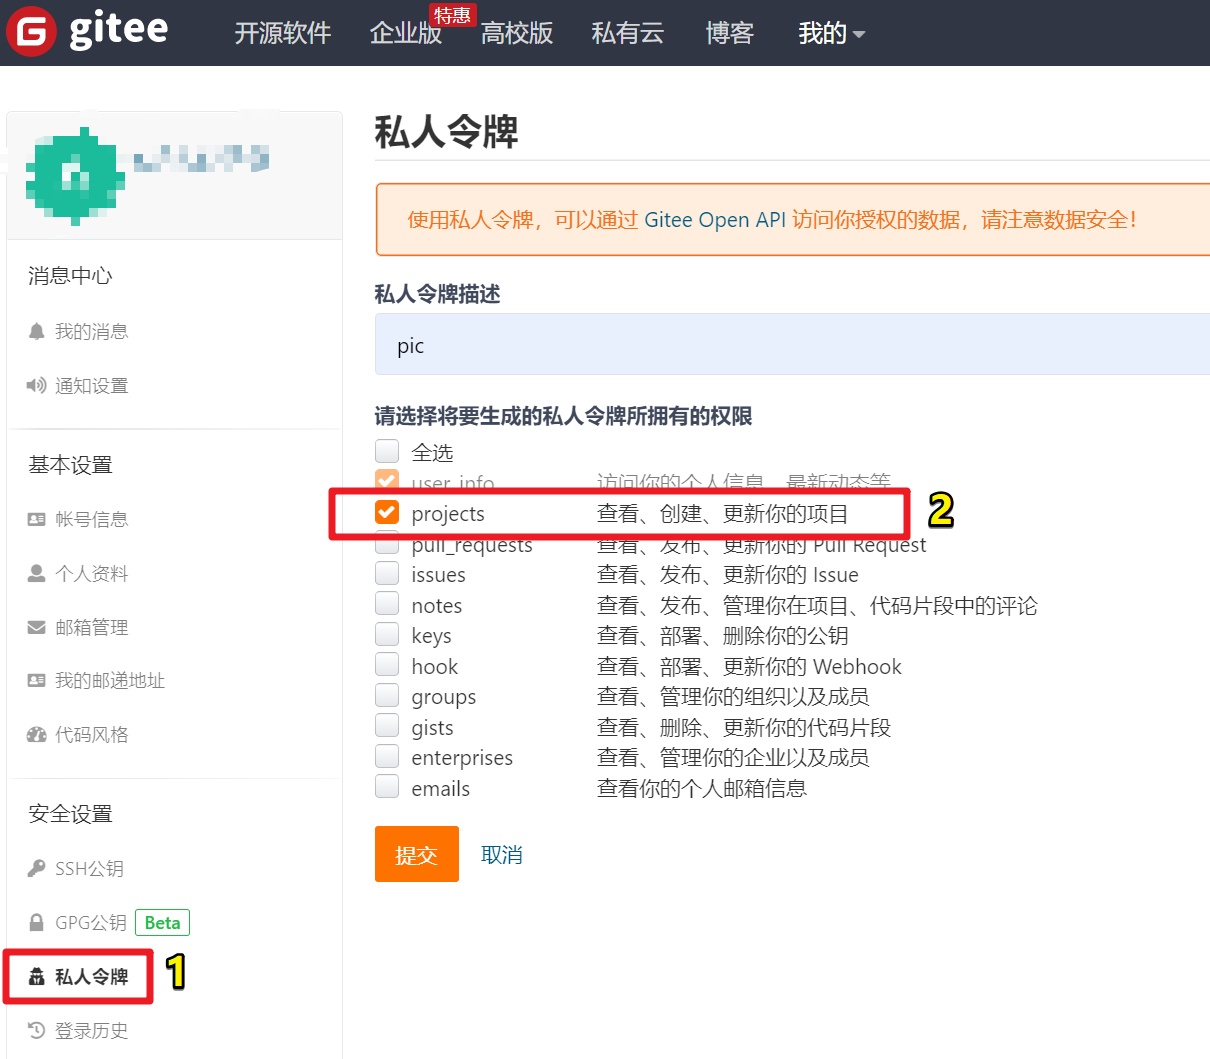 gitee 开源软件 企业版 特惠 高校版 私有云 博客 我的
消息中心
我的消息
通知设置
基本设置
帐号信息
个人资料
邮箱管理
我的邮递地址
代码风格
安全设置
SSH公钥
GPG公钥 Beta
私人令牌 1
登录历史
私人令牌
使用私人令牌，可以通过 Gitee Open API 访问你授权的数据，请注意数据安全！
私人令牌描述
pic
请选择将要生成的私人令牌所拥有的权限
全选
user_info 访问你的个人信息、最新动态等
projects 查看、创建、更新你的项目 2
pull_requests 查看、发布、更新你的 Pull Request
issues 查看、发布、更新你的 Issue
notes 查看、发布、管理你在项目、代码片段中的评论
keys 查看、部署、删除你的公钥
hook 查看、部署、更新你的 Webhook
groups 查看、管理你的组织以及成员
gists 查看、删除、更新你的代码片段
enterprises 查看、管理你的企业以及成员
emails 查看你的个人邮箱信息
提交 取消